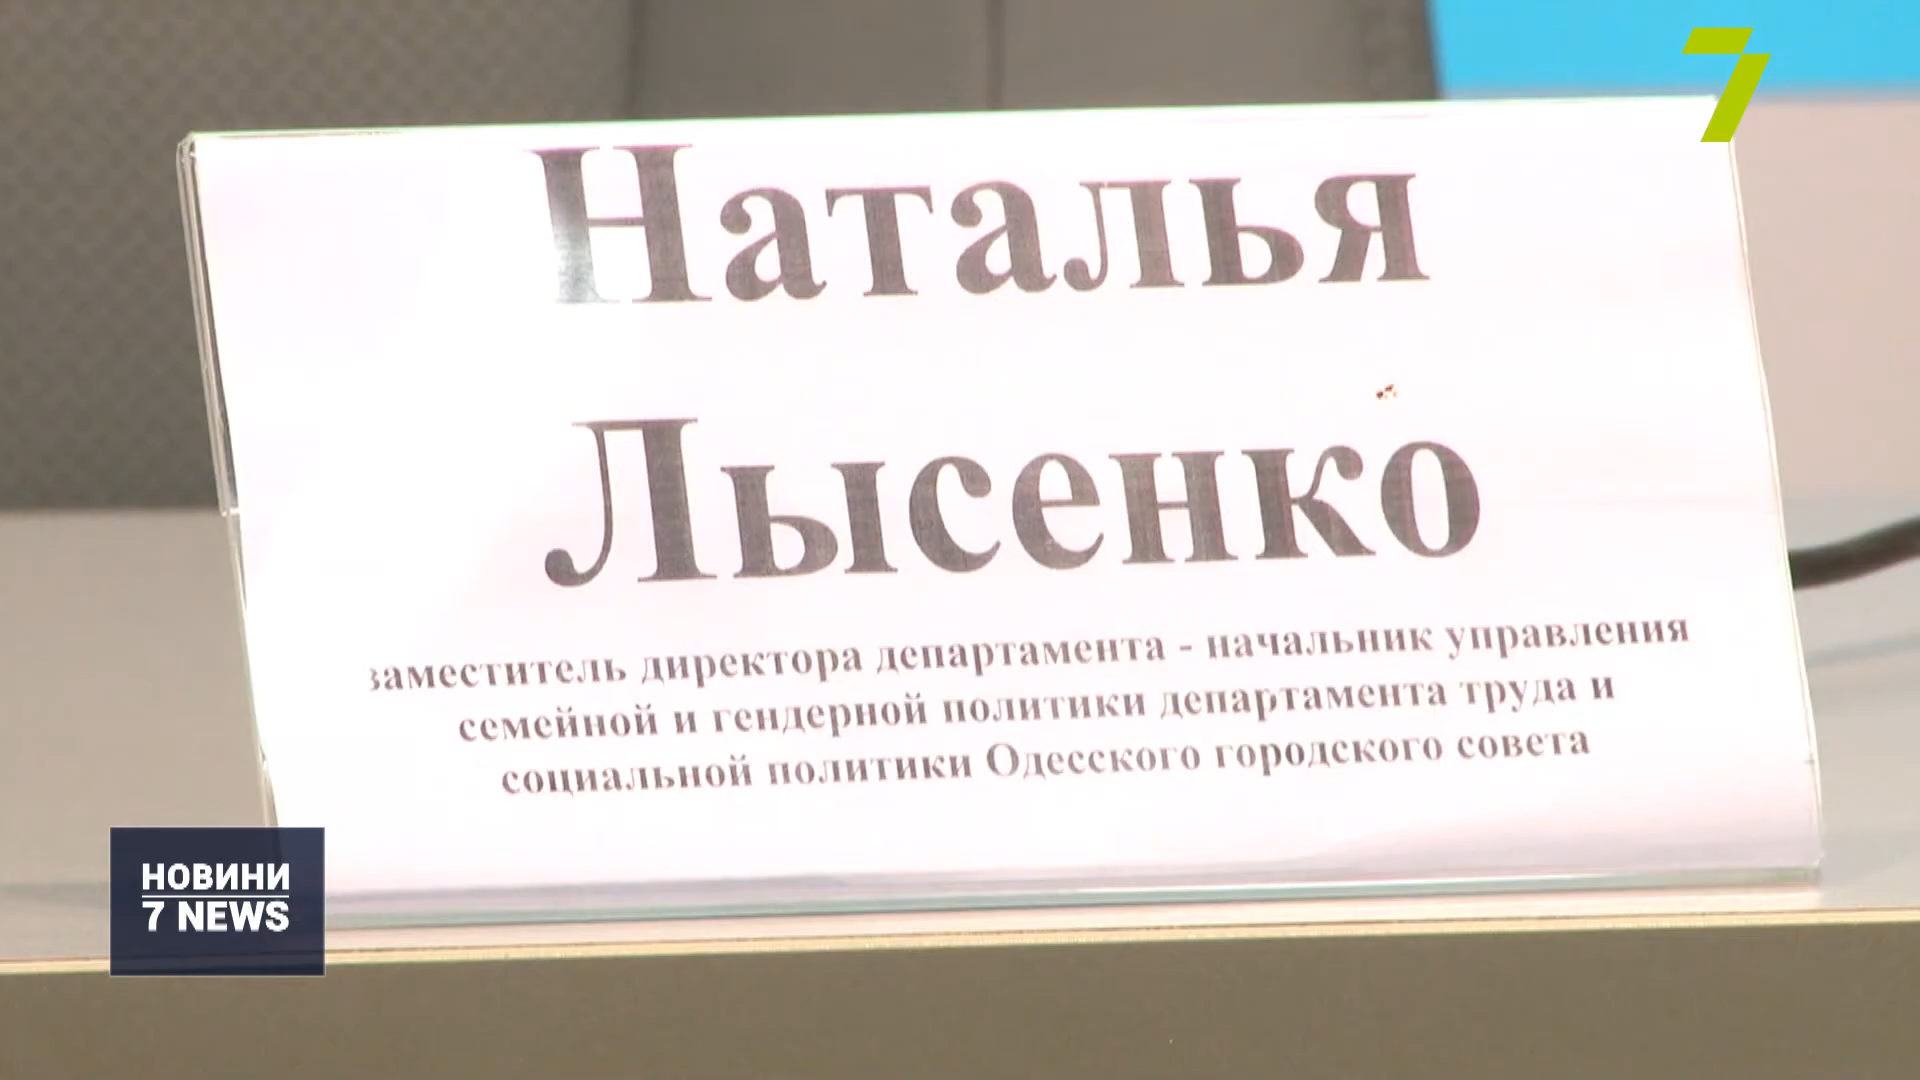 7
Наталья
Лысенко
заместитель директора департамента - начальник управления
семейной и гендерной политики департамента труда и
социальной политики Одесского городского совета
НОВИНИ
7 NEWS